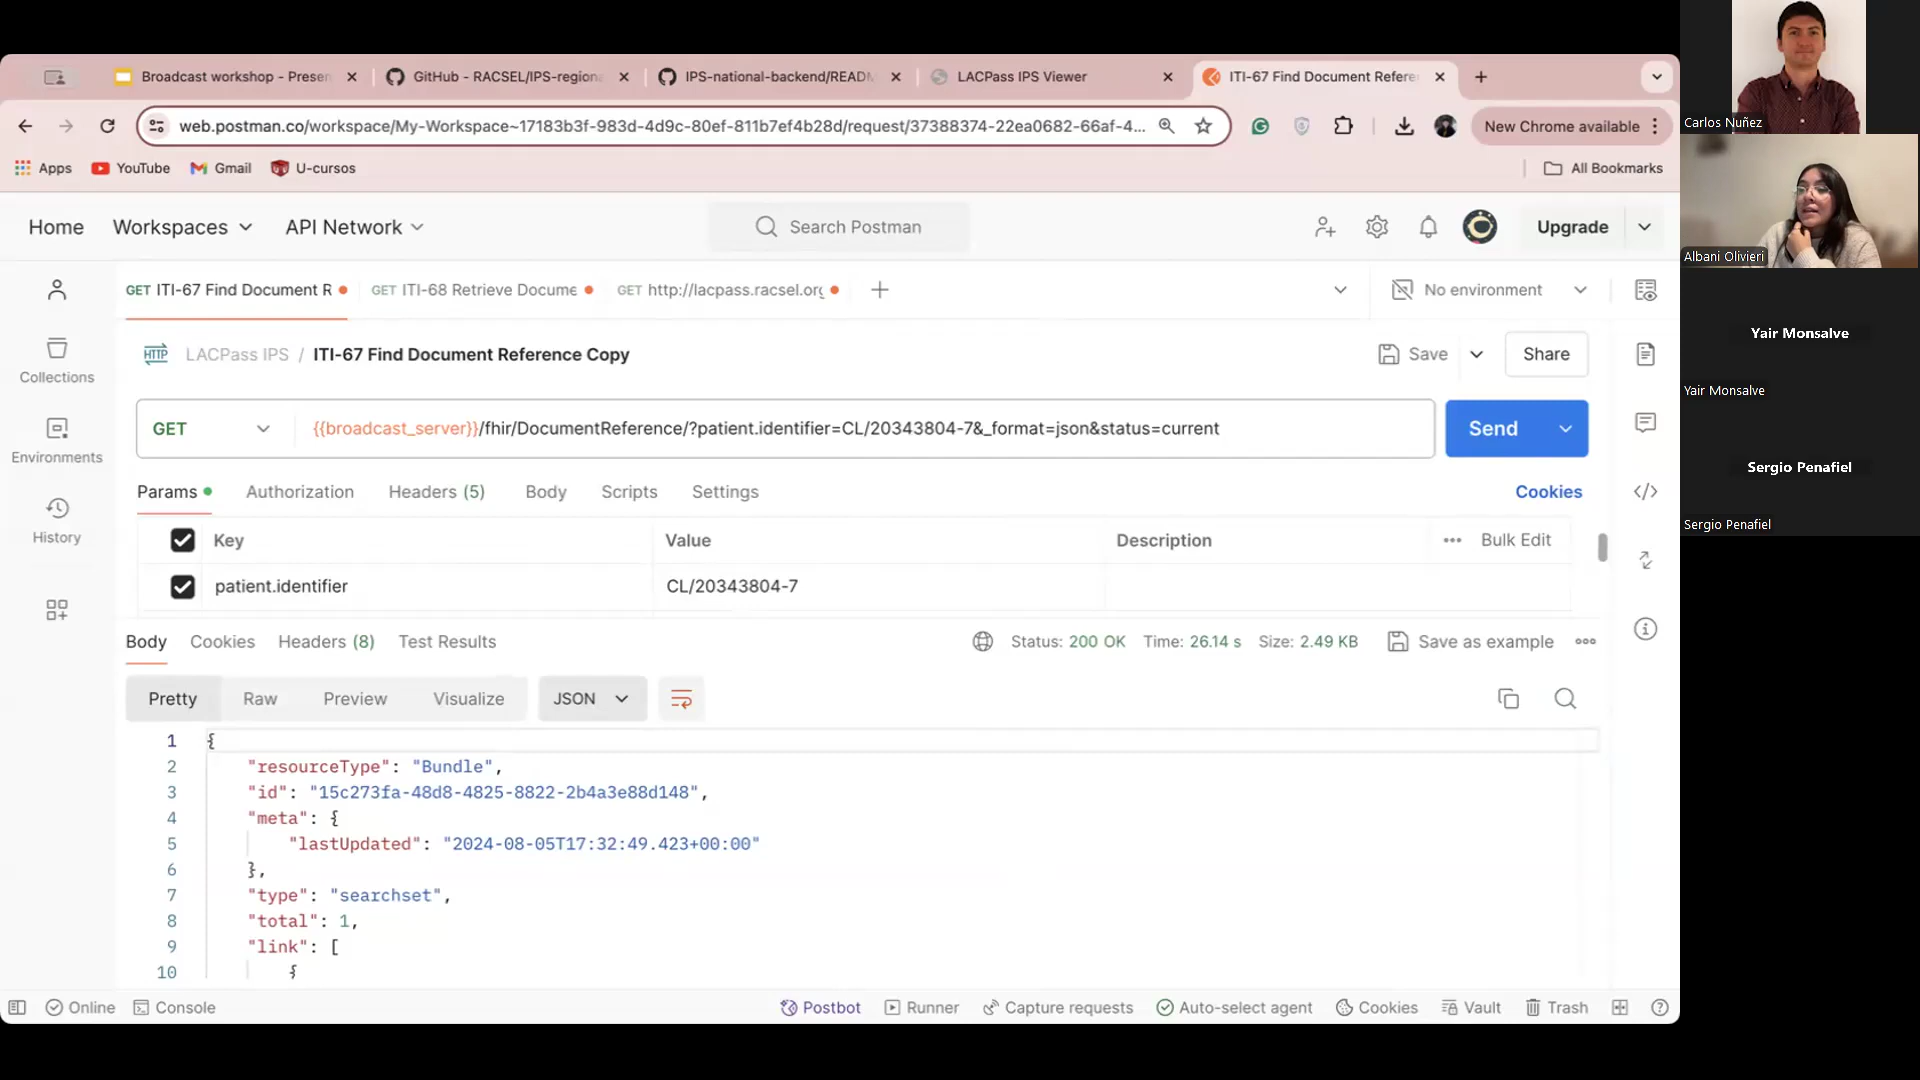 Broadcast workshop - Presen
GitHub - RACSEL/IPS-regiona
IPS-national-backend/READM
LACPass IPS Viewer
ITI-67 Find Document Refere
web.postman.co/workspace/My-Workspace~17183b3f-983d-4d9c-80ef-811b7ef4b28d/request/37388374-22ea0682-66af-4...
New Chrome available
Apps
YouTube
Gmail
U-cursos
All Bookmarks
Home
Workspaces
API Network
Search Postman
Upgrade
GET ITI-67 Find Document R
GET ITI-68 Retrieve Docume
GET http://lacpass.racsel.org
No environment
HTTP
LACPass IPS / ITI-67 Find Document Reference Copy
Save
Share
Collections
Environments
History
GET
{{broadcast_server}}/fhir/DocumentReference/?patient.identifier=CL/20343804-7&_format=json&status=current
Send
Params
Authorization
Headers (5)
Body
Scripts
Settings
Cookies
Key
Value
Description
Bulk Edit
patient.identifier
CL/20343804-7
Body
Cookies
Headers (8)
Test Results
Status: 200 OK
Time: 26.14 s
Size: 2.49 KB
Save as example
Pretty
Raw
Preview
Visualize
JSON
1 {
2 "resourceType": "Bundle",
3 "id": "15c273fa-48d8-4825-8822-2b4a3e88d148",
4 "meta": {
5 "lastUpdated": "2024-08-05T17:32:49.423+00:00"
6 },
7 "type": "searchset",
8 "total": 1,
9 "link": [
10 {
Online
Console
Postbot
Runner
Capture requests
Auto-select agent
Cookies
Vault
Trash
Carlos Nuñez
Albani Olivieri
Yair Monsalve
Yair Monsalve
Sergio Penafiel
Sergio Penafiel